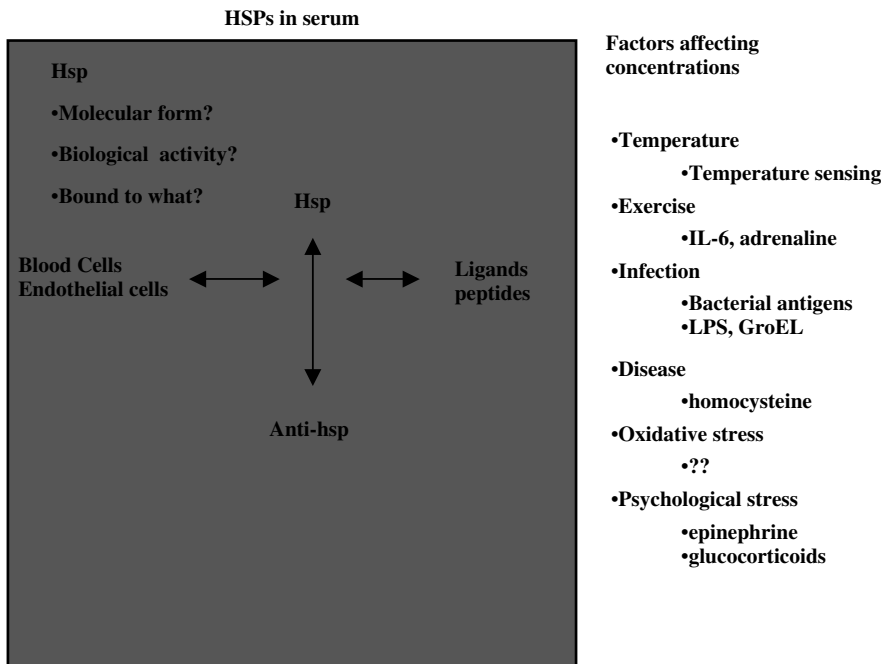 HSPs in serum
Hsp
•Molecular form?
•Biological activity?
•Bound to what?
Hsp
Blood Cells
Endothelial cells
Ligands
peptides
Anti-hsp
Factors affecting
concentrations
•Temperature
•Temperature sensing
•Exercise
•IL-6, adrenaline
•Infection
•Bacterial antigens
•LPS, GroEL
•Disease
•homocysteine
•Oxidative stress
•??
•Psychological stress
•epinephrine
•glucocorticoids